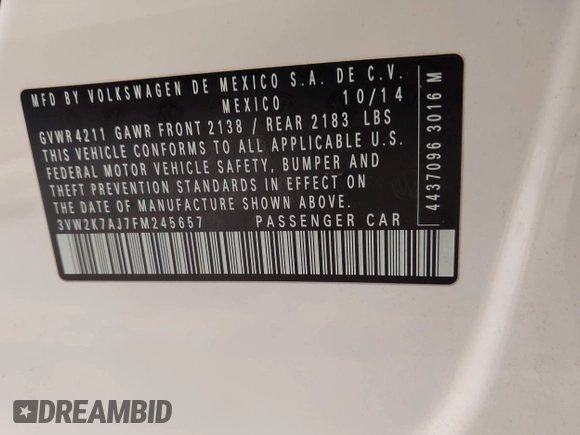 MFD BY VOLKSWAGEN DE MEXICO S.A. DE C.V.
MEXICO 10/14
GVWR 4211 GAWR FRONT 2138 / REAR 2183 LBS
THIS VEHICLE CONFORMS TO ALL APPLICABLE U.S.
FEDERAL MOTOR VEHICLE SAFETY, BUMPER AND
THEFT PREVENTION STANDARDS IN EFFECT ON
THE DATE OF MANUFACTURE SHOWN ABOVE.
3VW2K7AJ7FM245657 PASSENGER CAR
4437096 3016 M
DREAMBID